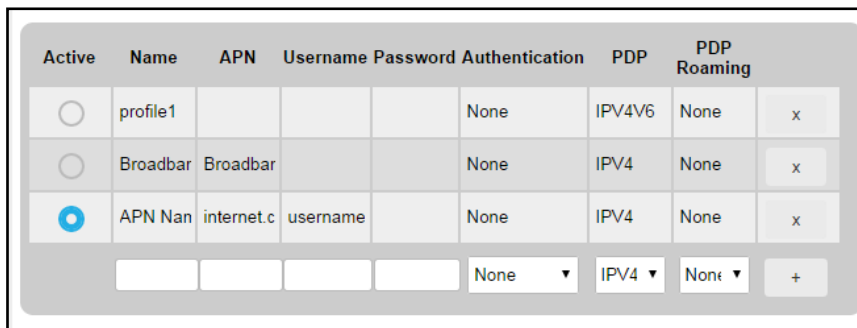 Active Name APN Username Password Authentication PDP PDP Roaming
profile1 None IPV4V6 None x
Broadbar Broadbar None IPV4 None x
APN Nan internet.c username None IPV4 None x
None IPV4 None +